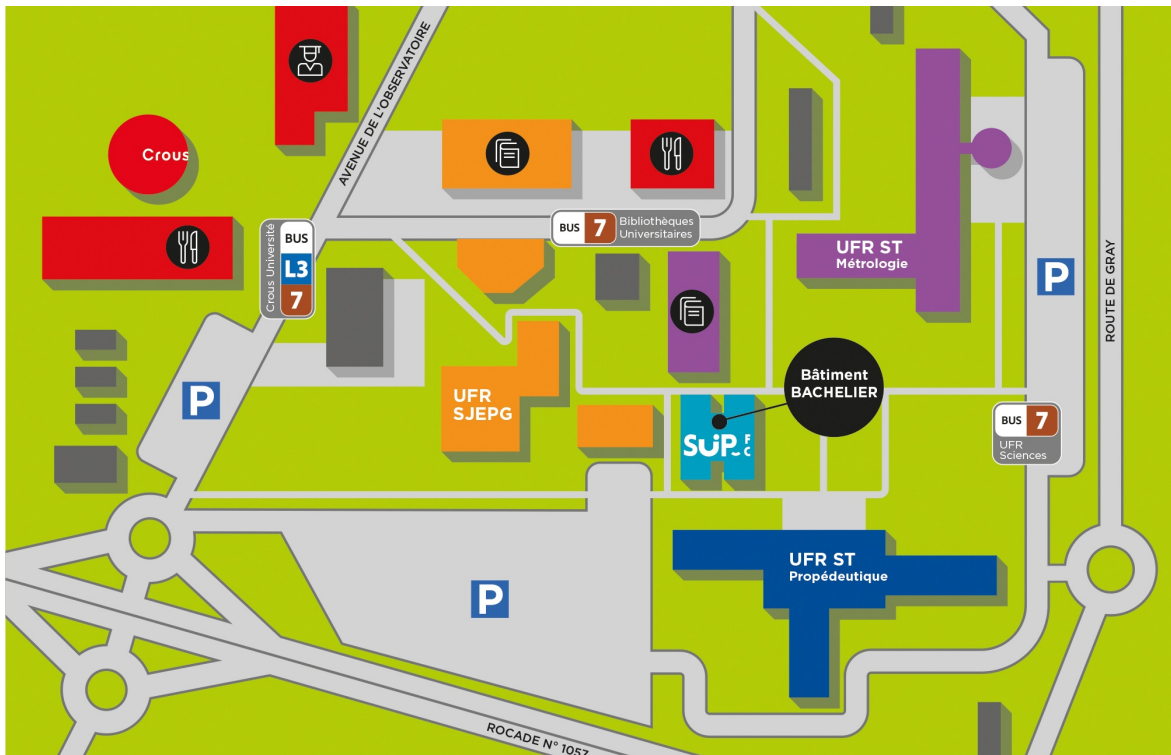 AVENUE DE L'OBSERVATOIRE
Crous
Crous Université
BUS
L3
7
BUS 7 Bibliothèques
Universitaires
UFR ST
Métrologie
P
ROUTE DE GRAY
Bâtiment
BACHELIER
P
UFR
SJEPG
SUP F
C
BUS 7
UFR
Sciences
UFR ST
Propédeutique
P
ROCADE N° 1057